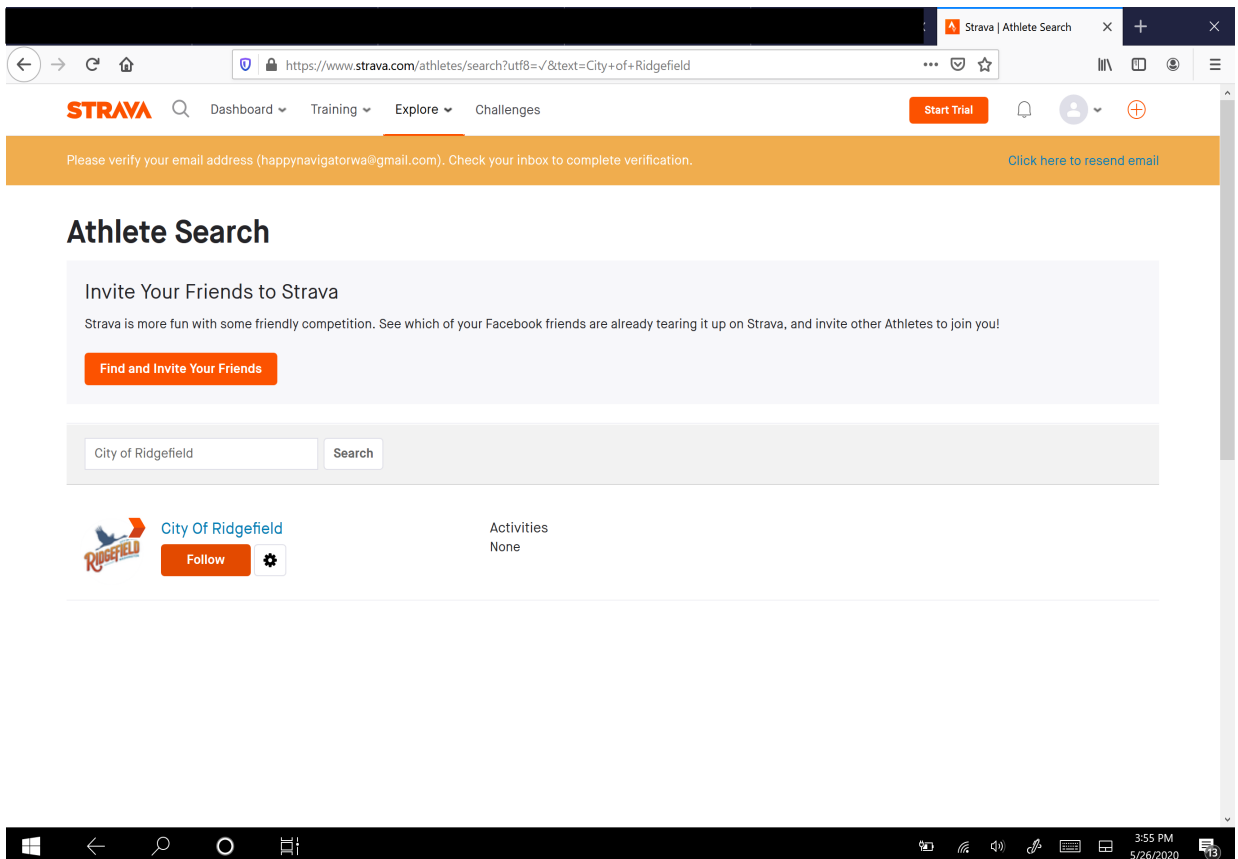 Strava | Athlete Search
https://www.strava.com/athletes/search?utf8=✓&text=City+of+Ridgefield
STRAVA Dashboard Training Explore Challenges Start Trial
Please verify your email address (happynavigatorwa@gmail.com). Check your inbox to complete verification. Click here to resend email
Athlete Search
Invite Your Friends to Strava
Strava is more fun with some friendly competition. See which of your Facebook friends are already tearing it up on Strava, and invite other Athletes to join you!
Find and Invite Your Friends
City of Ridgefield Search
City Of Ridgefield Activities
RIDGEFIELD Follow None
3:55 PM
5/26/2020 13